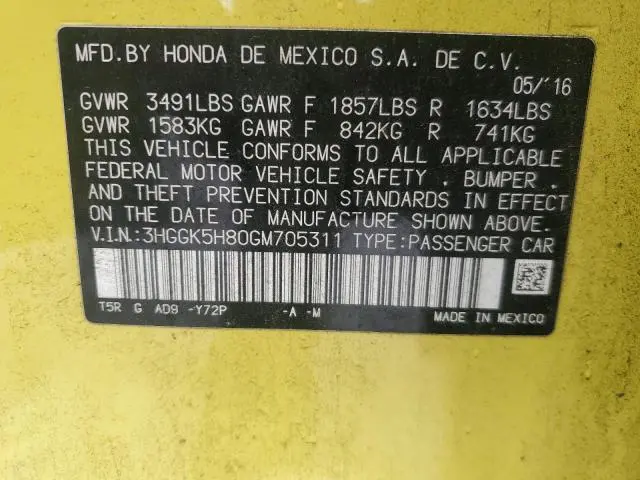 MFD.BY HONDA DE MEXICO S.A. DE C.V.
05/'16
GVWR 3491LBS GAWR F 1857LBS R 1634LBS
GVWR 1583KG GAWR F 842KG R 741KG
THIS VEHICLE CONFORMS TO ALL APPLICABLE
FEDERAL MOTOR VEHICLE SAFETY . BUMPER .
AND THEFT PREVENTION STANDARDS IN EFFECT
ON THE DATE OF MANUFACTURE SHOWN ABOVE.
V.I.N.:3HGGK5H80GM705311 TYPE:PASSENGER CAR
T5R G AD9 -Y72P -A -M MADE IN MEXICO